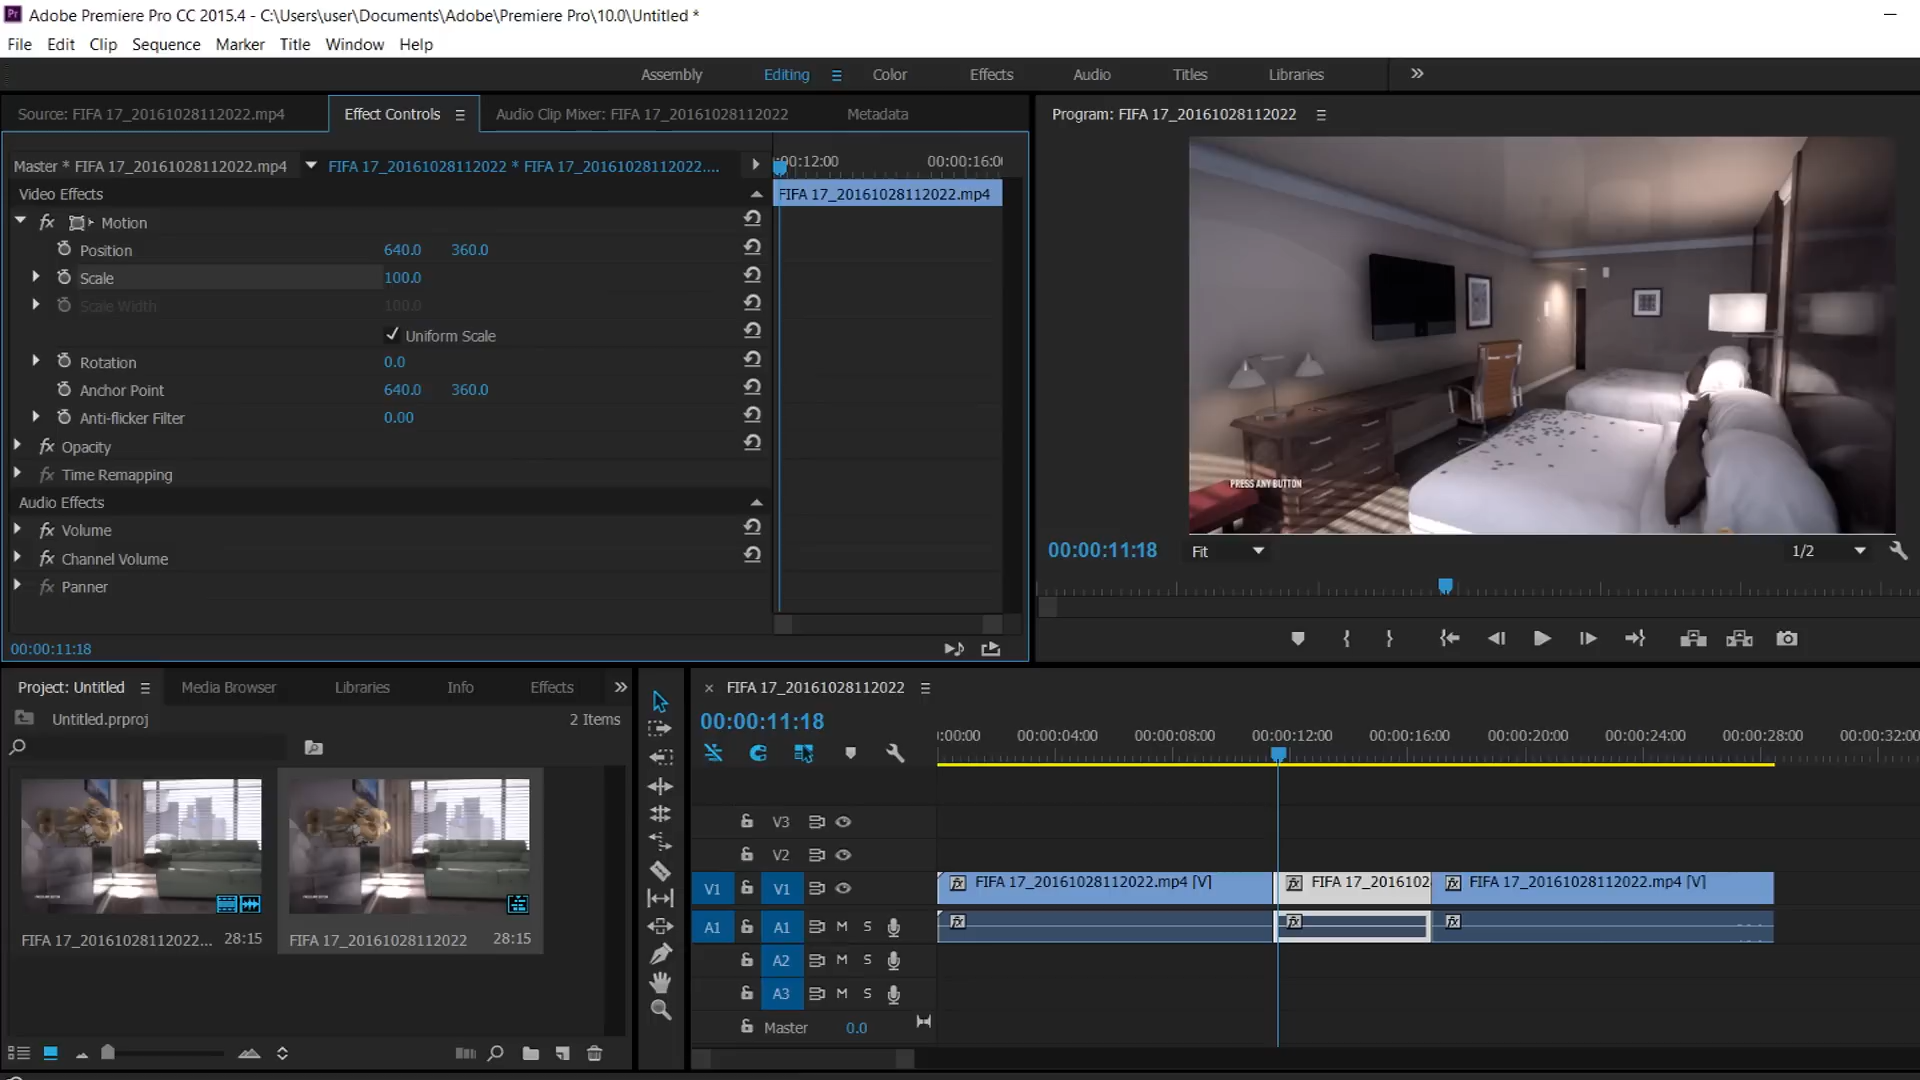 Adobe Premiere Pro CC 2015.4 - C:\Users\user\Documents\Adobe\Premiere Pro\10.0\Untitled *
File Edit Clip Sequence Marker Title Window Help
Assembly Editing Color Effects Audio Titles Libraries
Source: FIFA 17_20161028112022.mp4 Effect Controls Audio Clip Mixer: FIFA 17_20161028112022 Metadata
Master * FIFA 17_20161028112022.mp4 FIFA 17_20161028112022 * FIFA 17_20161028112022....
:00:12:00 00:00:16:0
Video Effects
FIFA 17_20161028112022.mp4
fx Motion
Position 640.0 360.0
Scale 100.0
Scale Width 100.0
Uniform Scale
Rotation 0.0
Anchor Point 640.0 360.0
Anti-flicker Filter 0.00
fx Opacity
fx Time Remapping
Audio Effects
fx Volume
fx Channel Volume
fx Panner
00:00:11:18
Program: FIFA 17_20161028112022
PRESS ANY BUTTON
00:00:11:18 Fit 1/2
Project: Untitled Media Browser Libraries Info Effects
Untitled.prproj 2 Items
FIFA 17_20161028112022... 28:15
FIFA 17_20161028112022 28:15
FIFA 17_20161028112022
00:00:11:18
:00:00 00:00:04:00 00:00:08:00 00:00:12:00 00:00:16:00 00:00:20:00 00:00:24:00 00:00:28:00 00:00:32:00
V3
V2
V1 V1 fx FIFA 17_20161028112022.mp4 [V] fx FIFA 17_2016102 fx FIFA 17_20161028112022.mp4 [V]
A1 A1 M S fx fx fx
A2 M S
A3 M S
Master 0.0